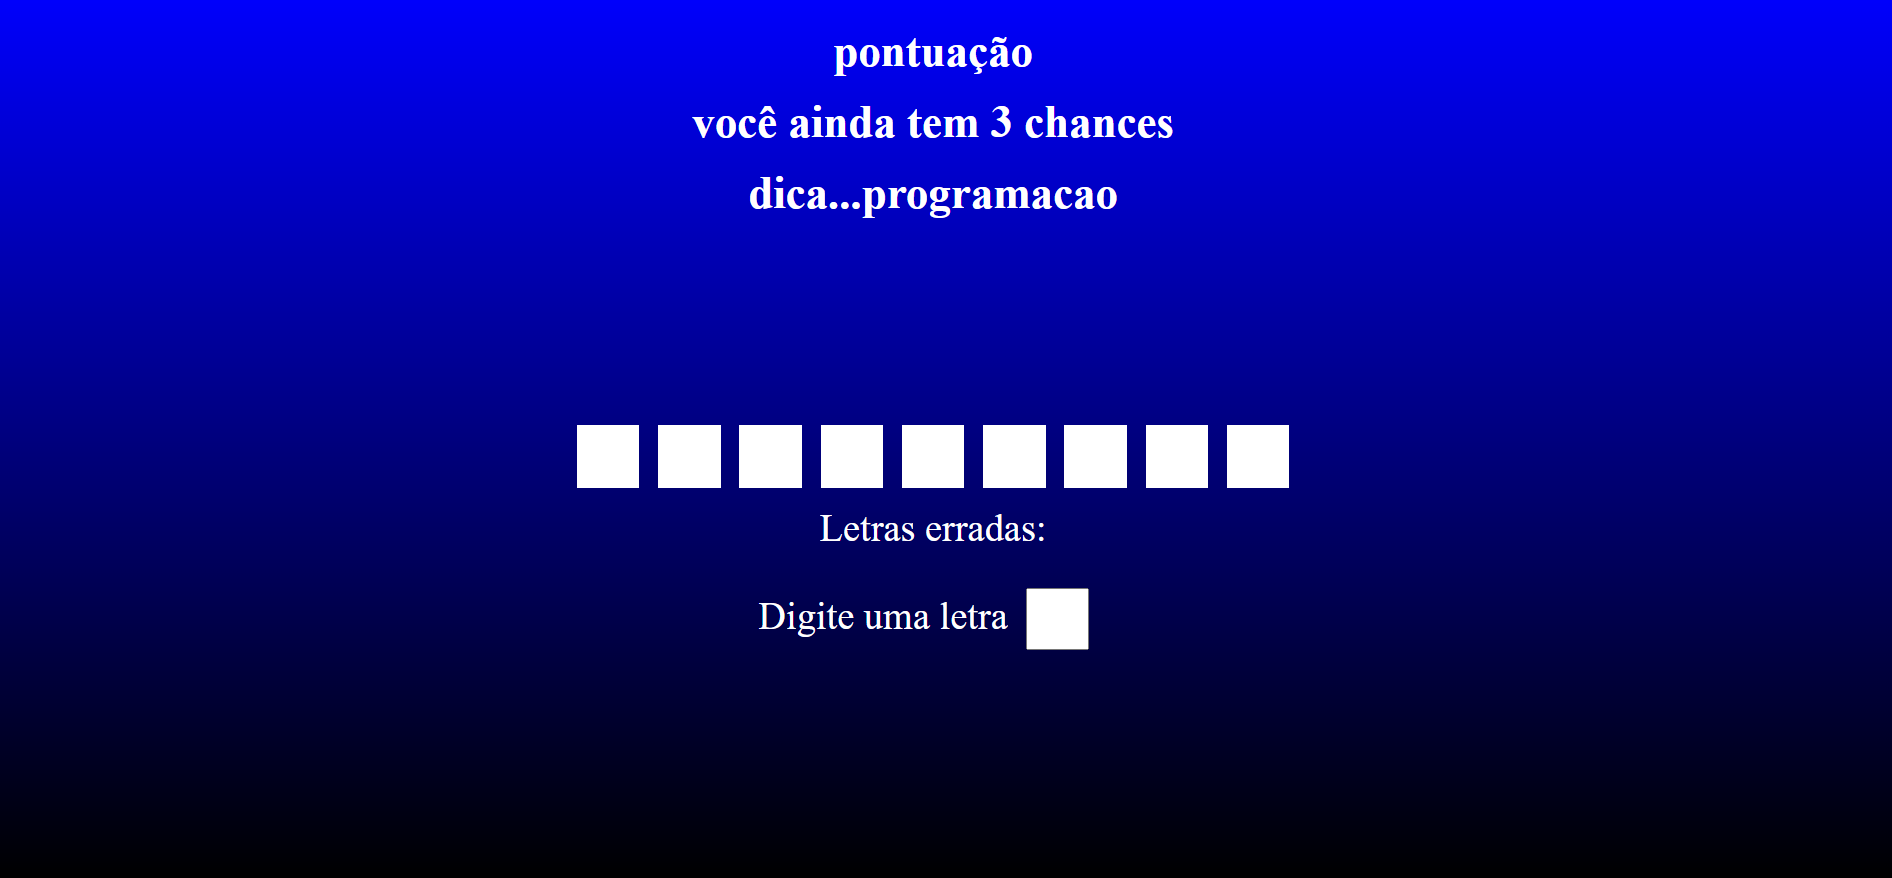 pontuação
você ainda tem 3 chances
dica...programacao
Letras erradas:
Digite uma letra